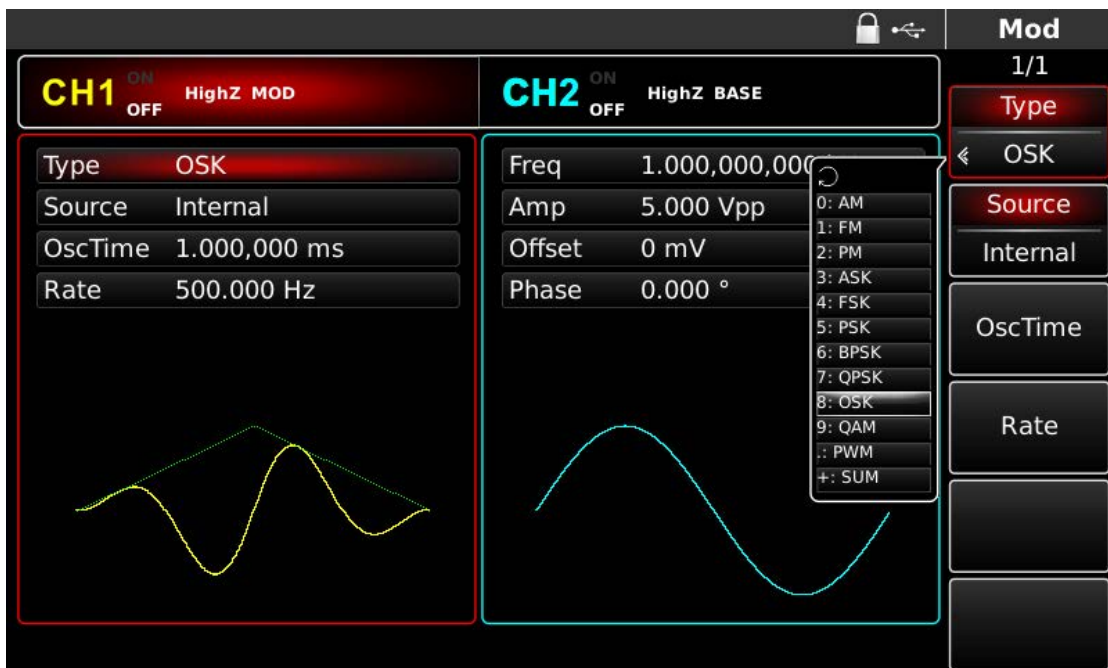 Mod
1/1
CH1 ON OFF HighZ MOD
CH2 ON OFF HighZ BASE
Type OSK
Source Internal
OscTime 1.000,000 ms
Rate 500.000 Hz
Freq 1.000,000,000
Amp 5.000 Vpp
Offset 0 mV
Phase 0.000 °
0: AM
1: FM
2: PM
3: ASK
4: FSK
5: PSK
6: BPSK
7: QPSK
8: OSK
9: QAM
.: PWM
+: SUM
Type
OSK
Source
Internal
OscTime
Rate